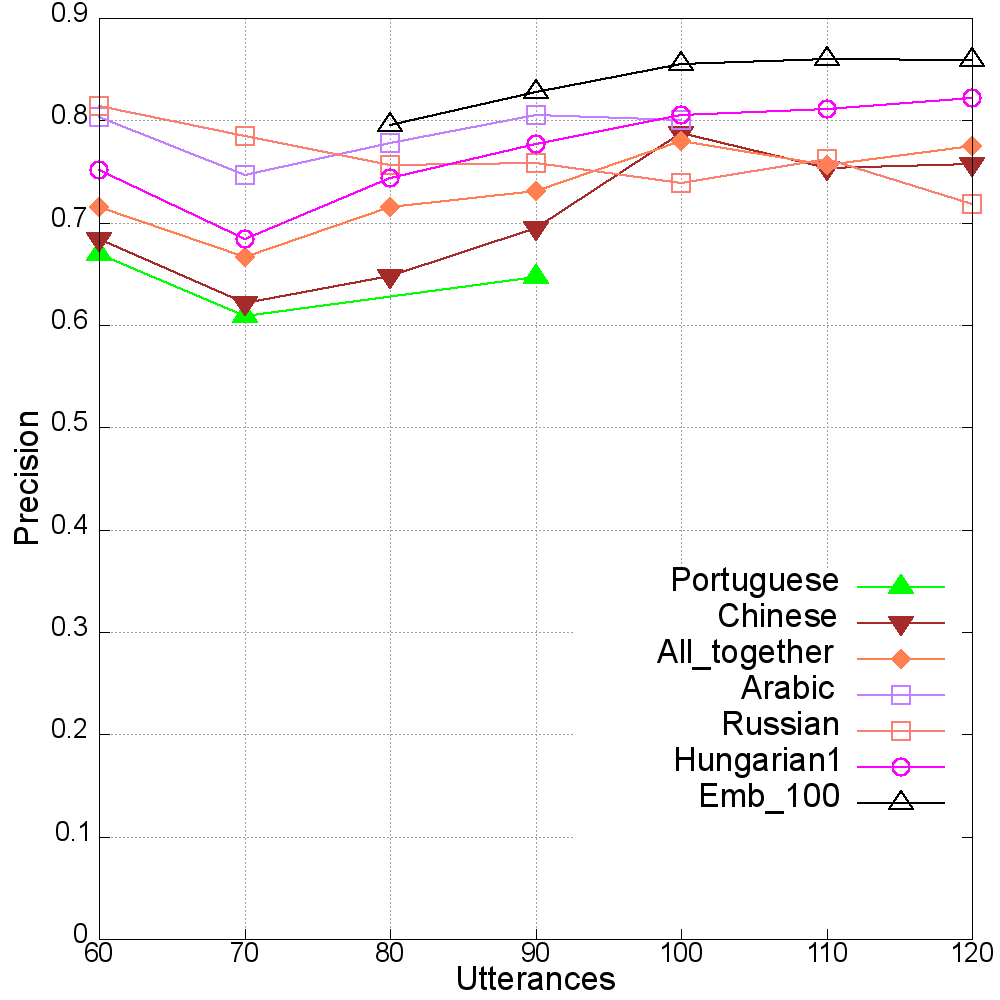 0.9
0.8
0.7
0.6
0.5
0.4
0.3
0.2
0.1
0
Precision
Portuguese
Chinese
All_together
Arabic
Russian
Hungarian1
Emb_100
60 70 80 90 100 110 120
Utterances